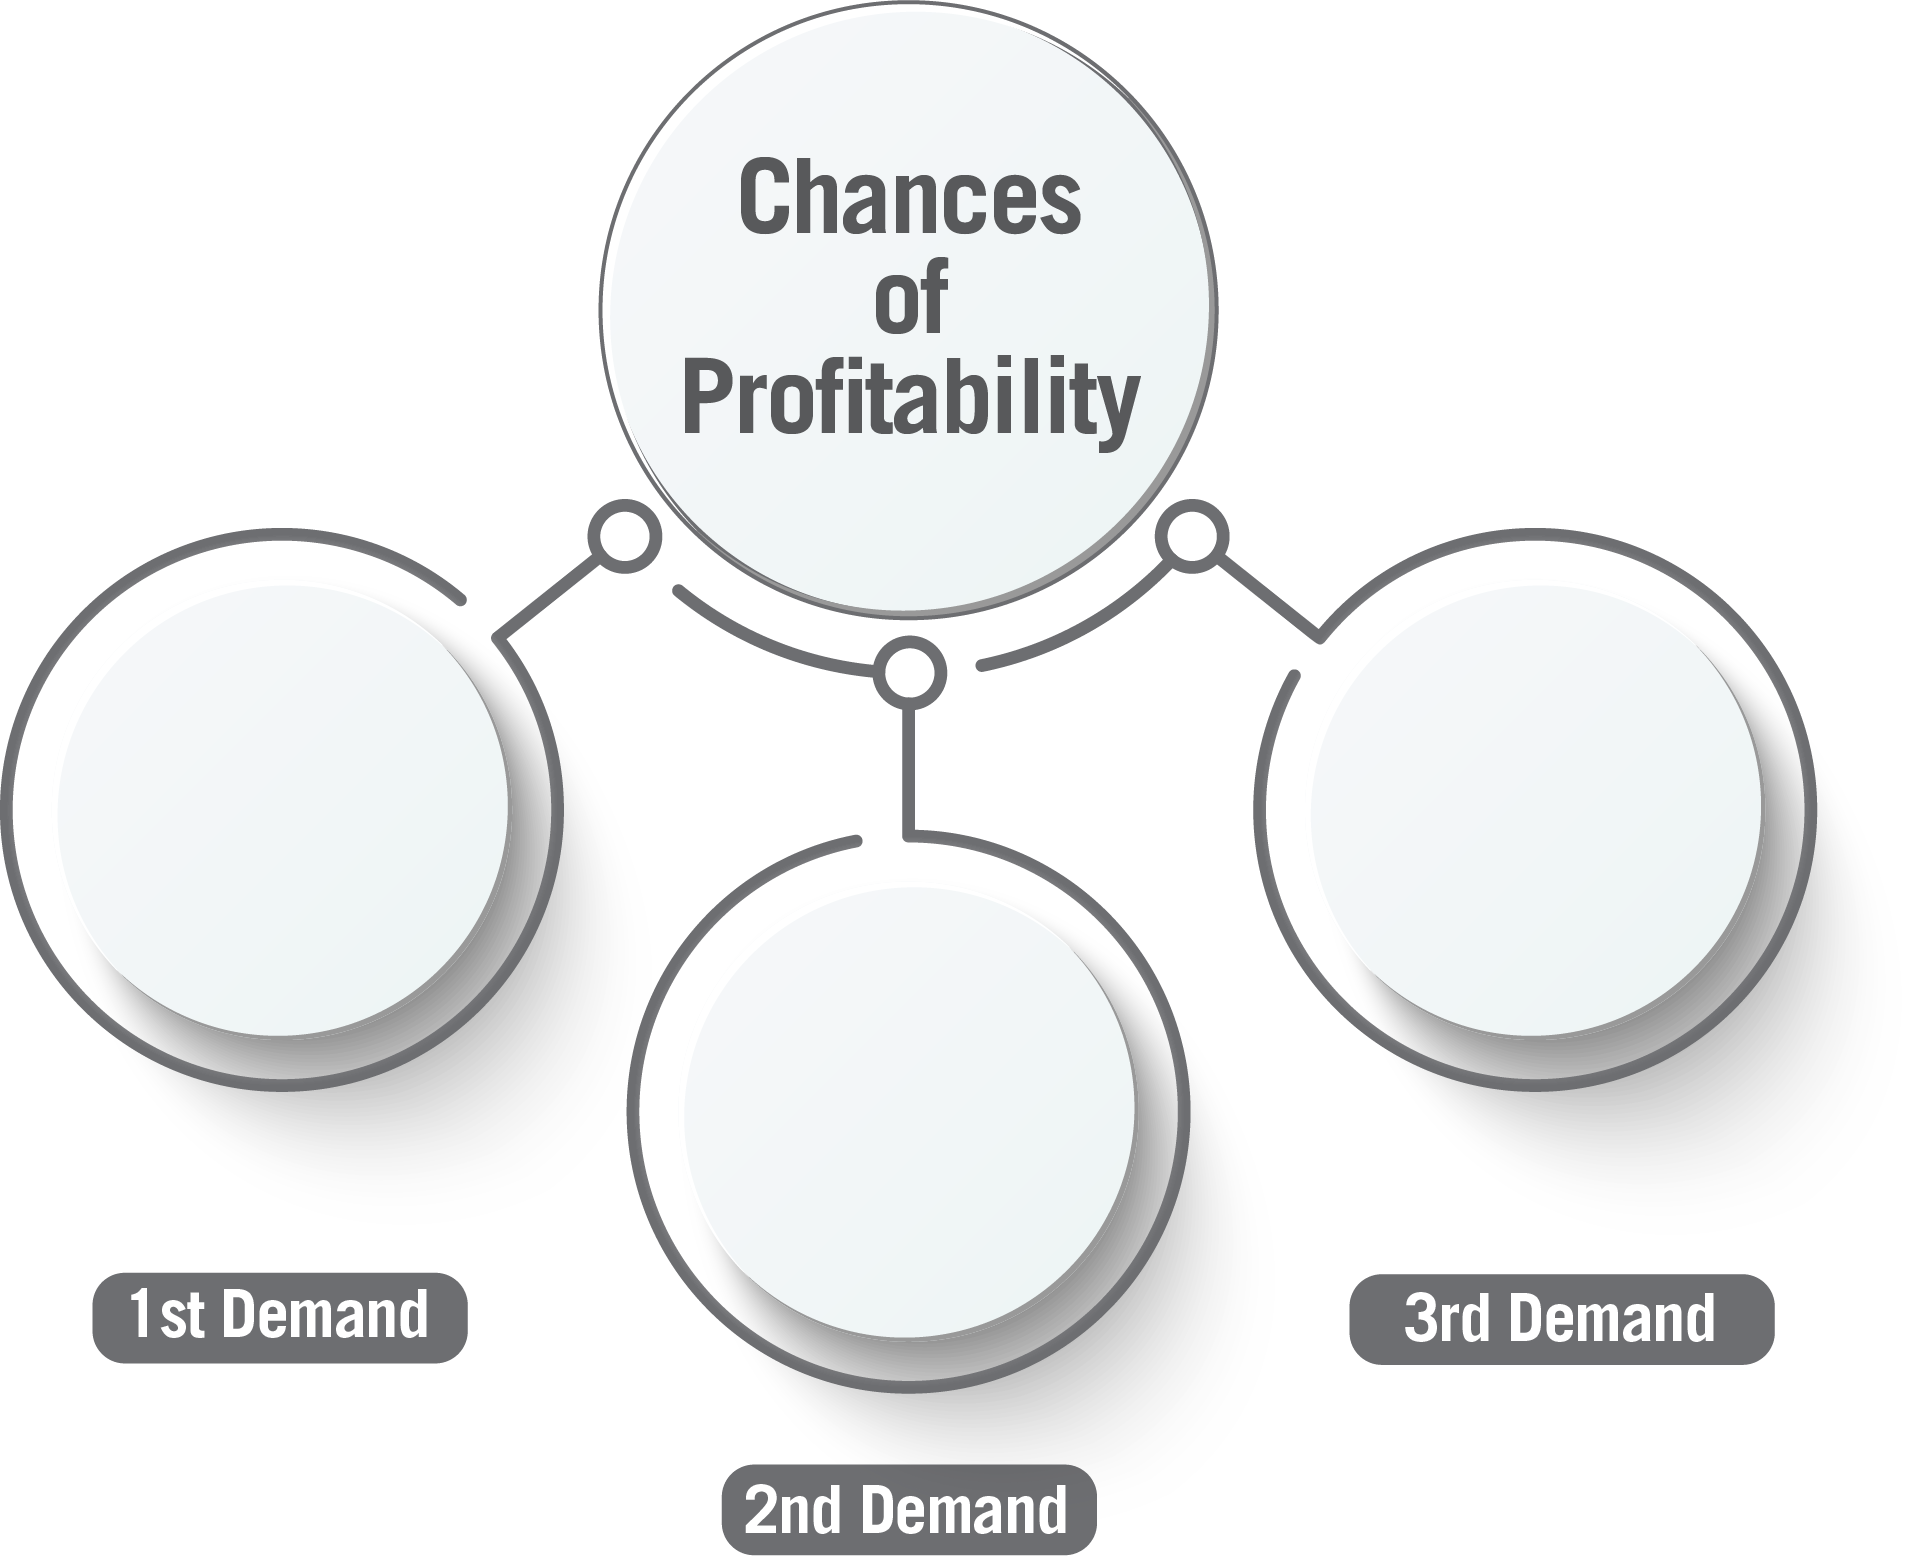 Chances
of
Profitability
1st Demand
3rd Demand
2nd Demand